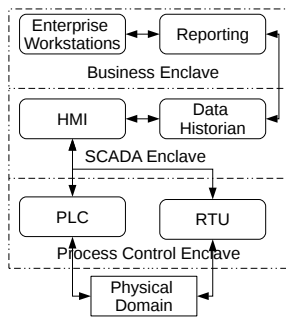 Enterprise
Workstations
Reporting
Business Enclave
HMI
Data
Historian
SCADA Enclave
PLC
RTU
Process Control Enclave
Physical
Domain